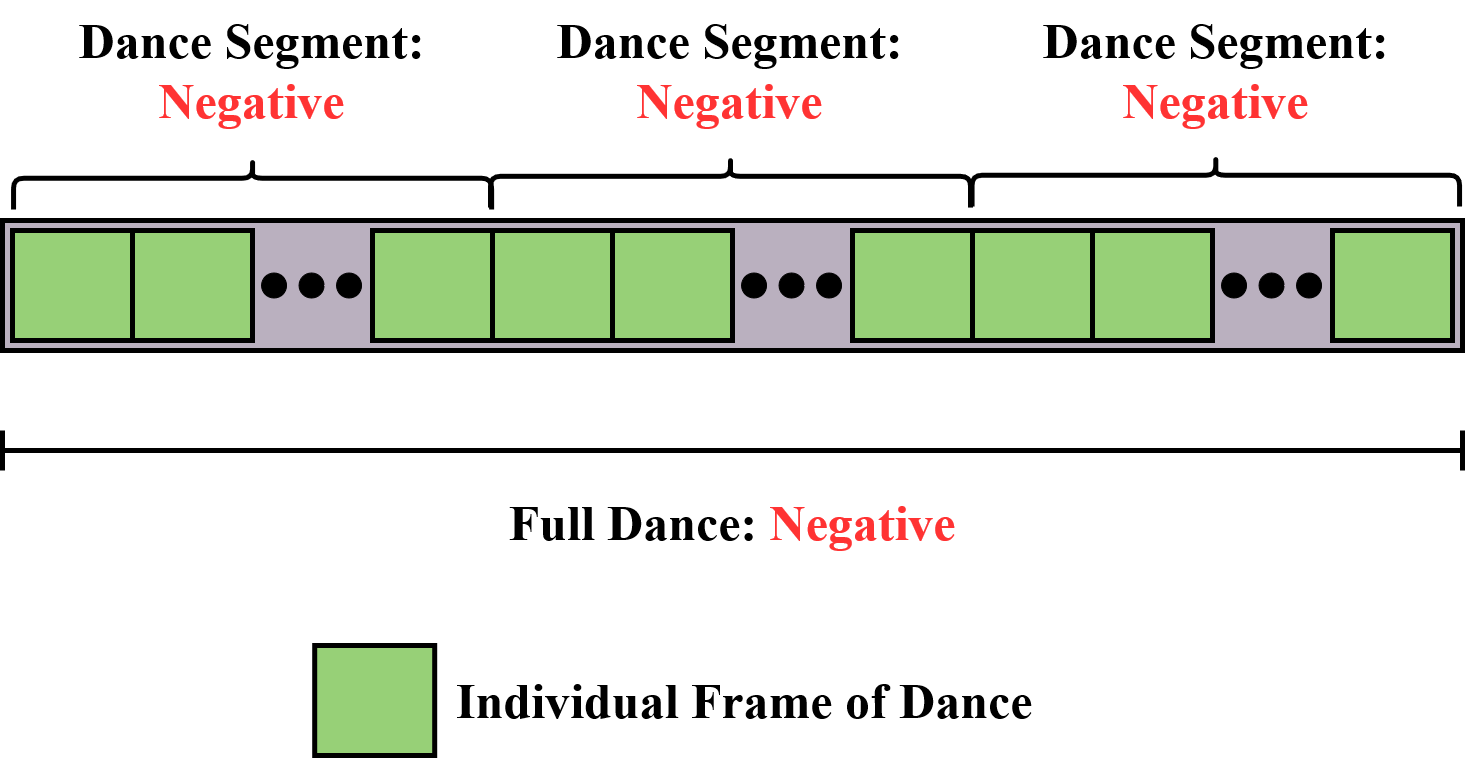 Dance Segment:
Negative
Dance Segment:
Negative
Dance Segment:
Negative
Full Dance: Negative
Individual Frame of Dance